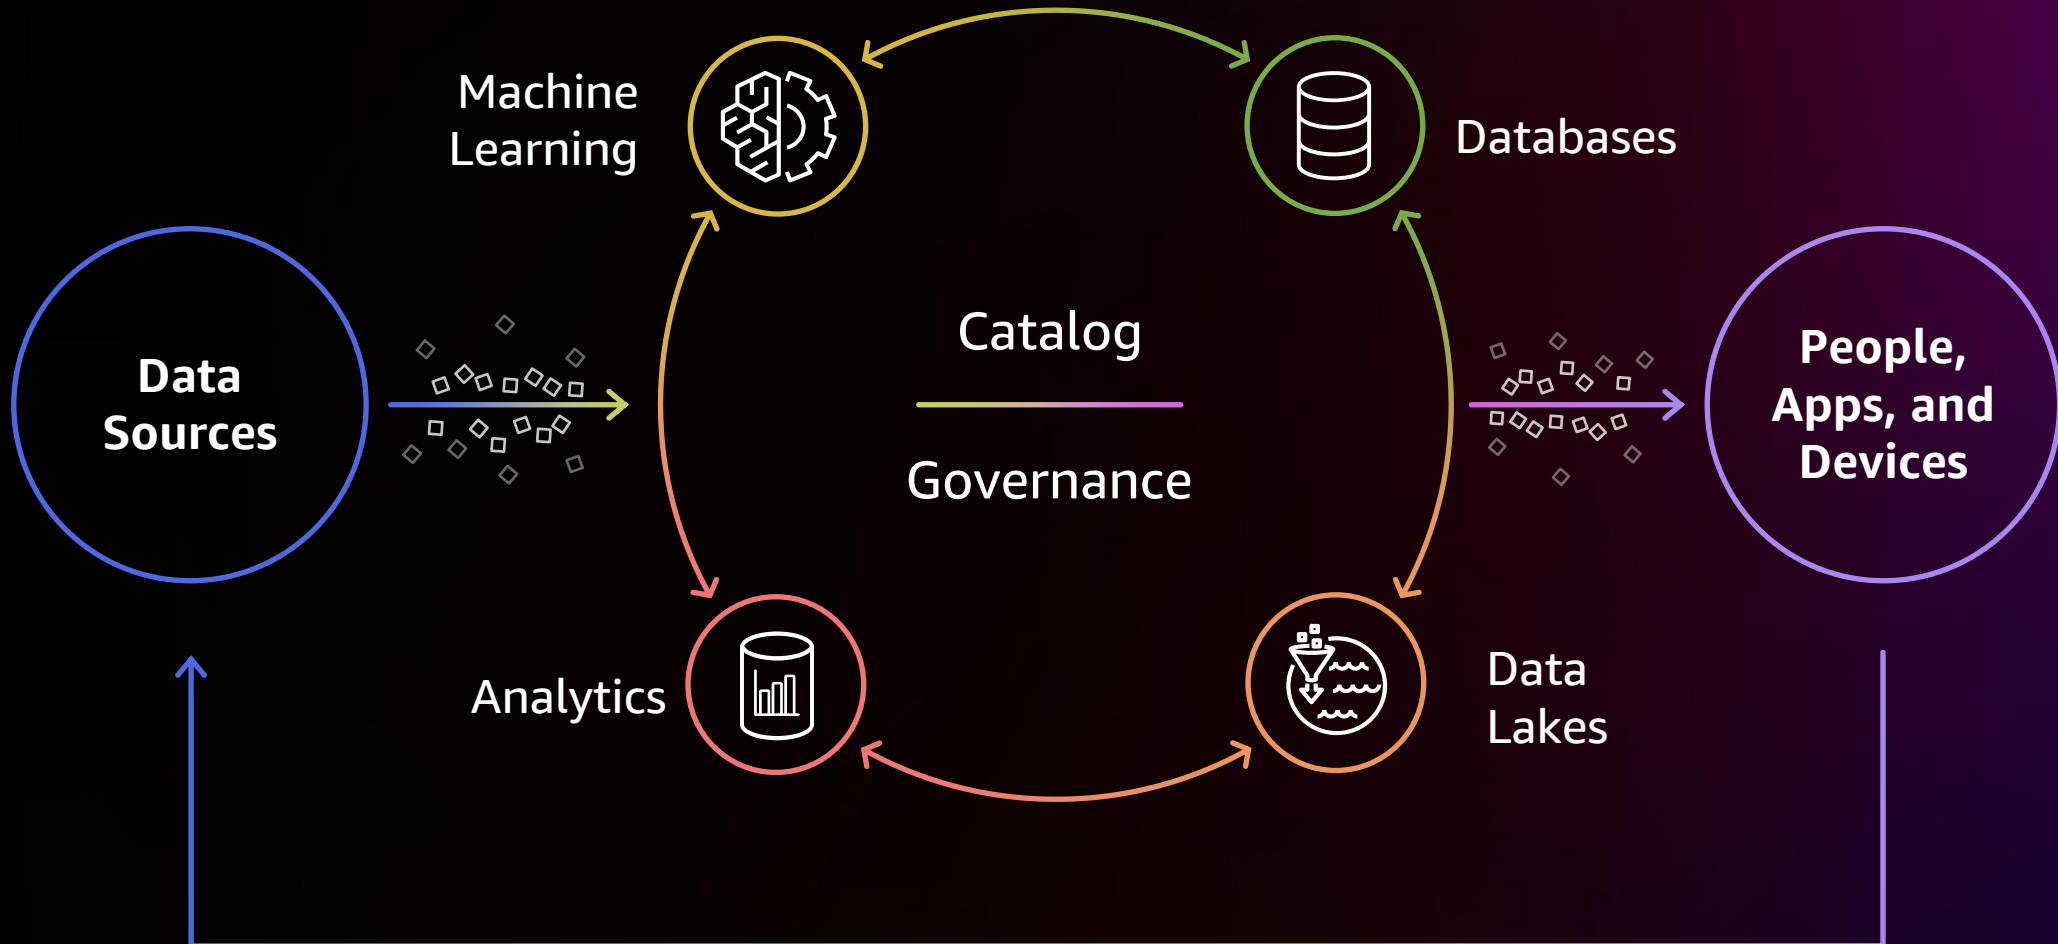 Machine
Learning
Databases
Data
Sources
Catalog
Governance
People,
Apps, and
Devices
Analytics
Data
Lakes